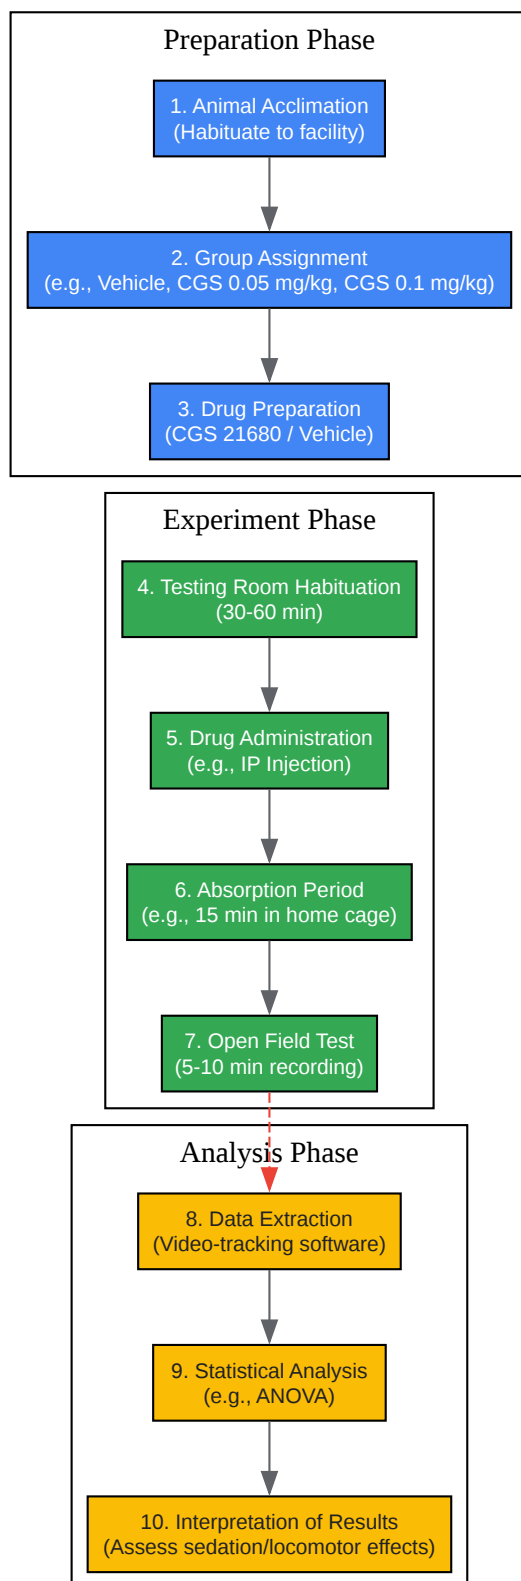 Preparation Phase
1. Animal Acclimation
(Habituate to facility)
2. Group Assignment
(e.g., Vehicle, CGS 0.05 mg/kg, CGS 0.1 mg/kg)
3. Drug Preparation
(CGS 21680 / Vehicle)
Experiment Phase
4. Testing Room Habituation
(30-60 min)
5. Drug Administration
(e.g., IP Injection)
6. Absorption Period
(e.g., 15 min in home cage)
7. Open Field Test
(5-10 min recording)
Analysis Phase
8. Data Extraction
(Video-tracking software)
9. Statistical Analysis
(e.g., ANOVA)
10. Interpretation of Results
(Assess sedation/locomotor effects)